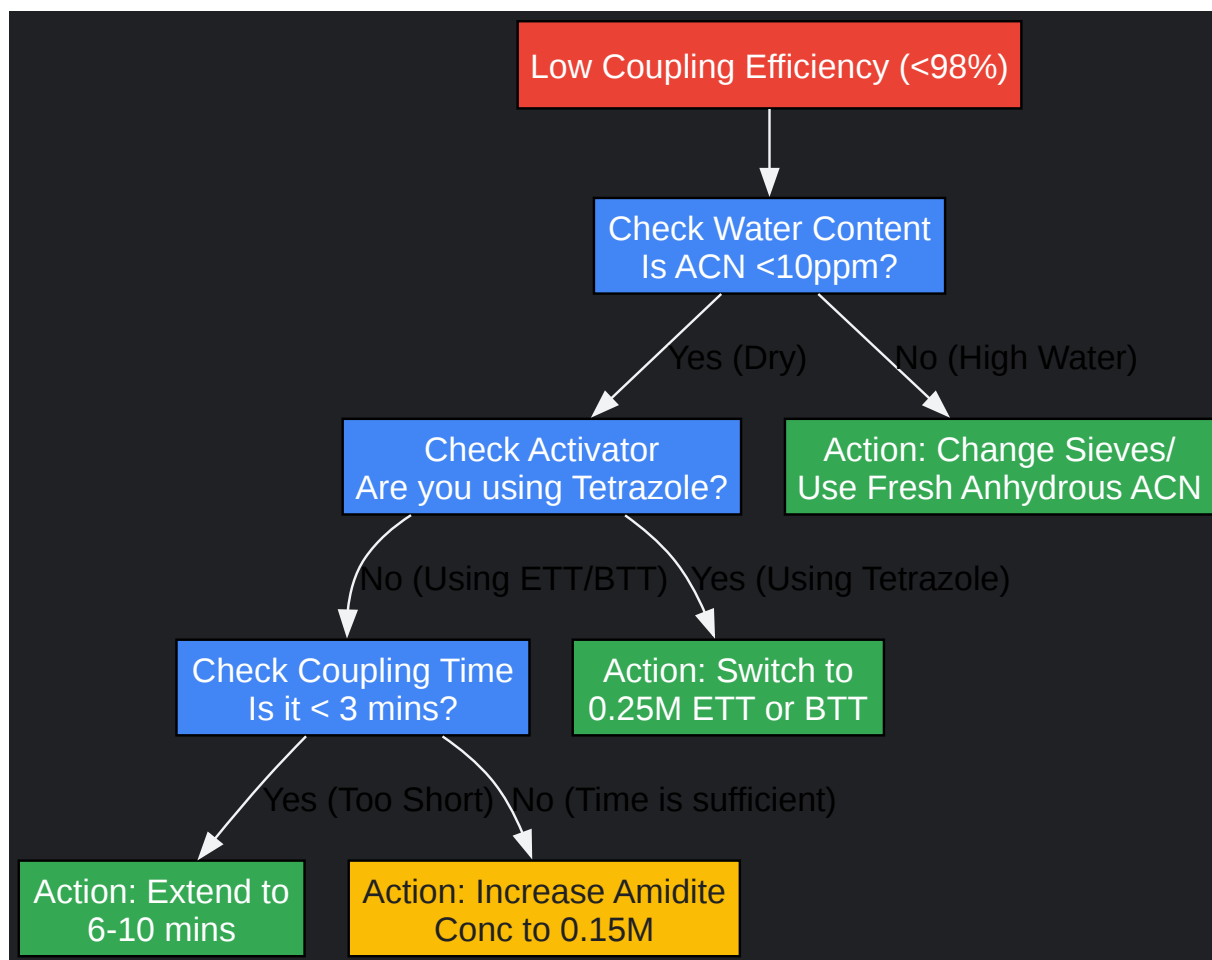 Low Coupling Efficiency (<98%)
Check Water Content
Is ACN <10ppm?
Yes (Dry)
No (High Water)
Check Activator
Are you using Tetrazole?
Action: Change Sieves/
Use Fresh Anhydrous ACN
No (Using ETT/BTT)
Yes (Using Tetrazole)
Check Coupling Time
Is it < 3 mins?
Action: Switch to
0.25M ETT or BTT
Yes (Too Short)
No (Time is sufficient)
Action: Extend to
6-10 mins
Action: Increase Amidite
Conc to 0.15M